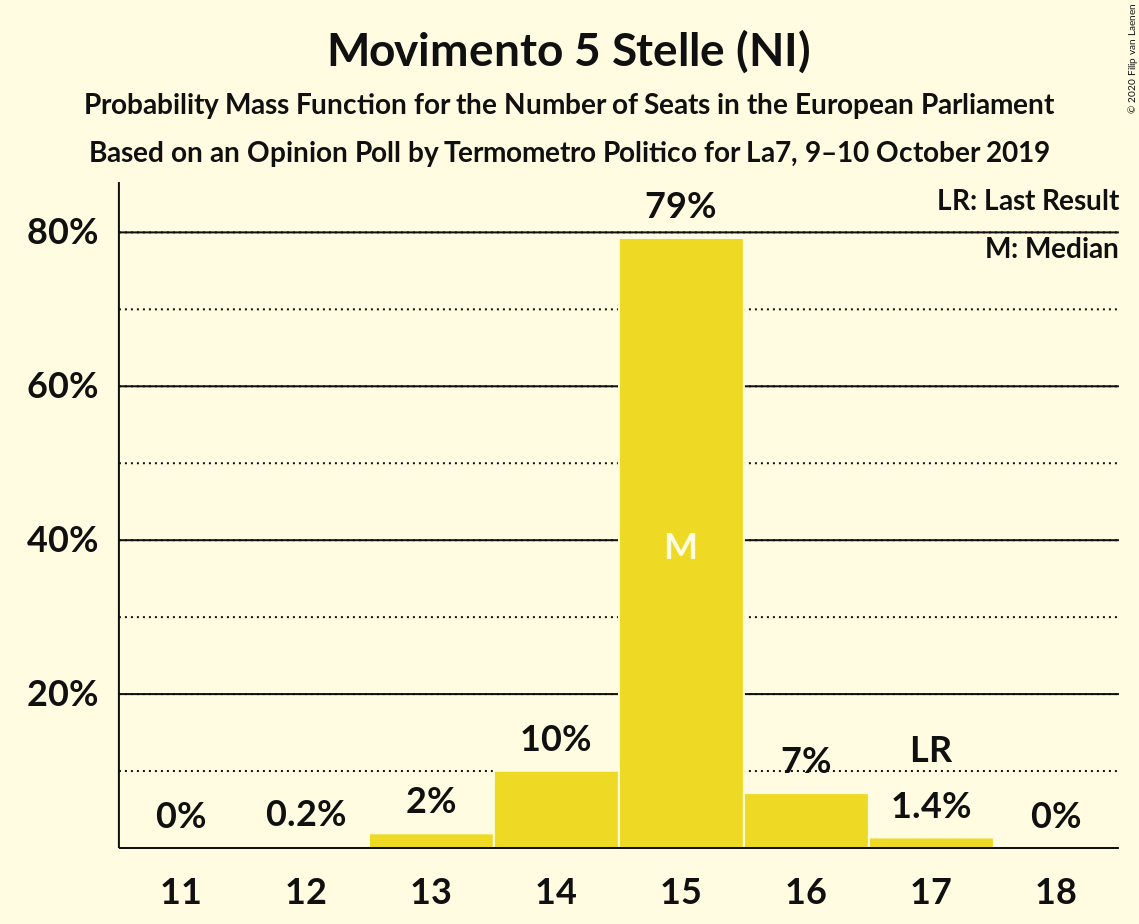 Movimento 5 Stelle (NI)
Probability Mass Function for the Number of Seats in the European Parliament
Based on an Opinion Poll by Termometro Politico for La7, 9–10 October 2019
© 2020 Filip van Laenen
LR: Last Result
M: Median
80%
60%
40%
20%
0%
0.2%
2%
10%
79%
M
7%
LR
1.4%
0%
11
12
13
14
15
16
17
18